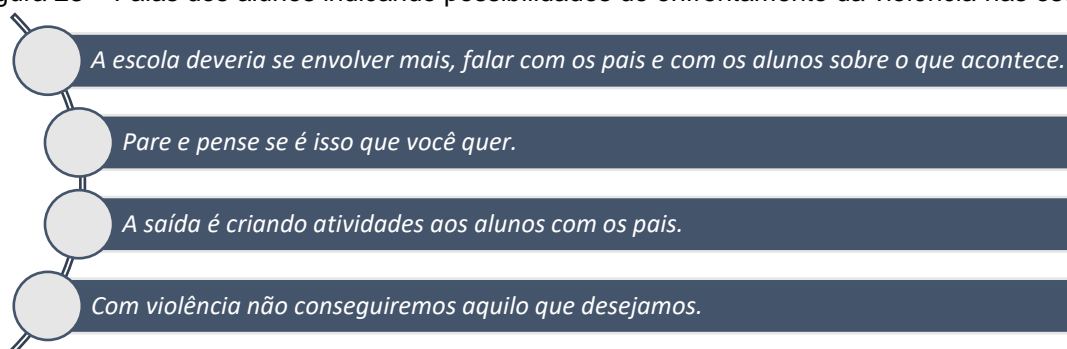 Falas dos alunos indicando possibilidades de enfrentamento da violência nas
A escola deveria se envolver mais, falar com os pais e com os alunos sobre o que acontece.
Pare e pense se é isso que você quer.
A saída é criando atividades aos alunos com os pais.
Com violência não conseguiremos aquilo que desejamos.